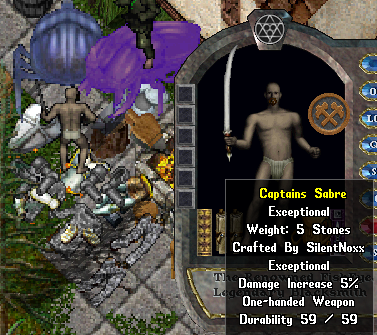 Captains Sabre
Exceptional
Weight: 5 Stones
Crafted By SilentNoxx
Exceptional
Damage Increase 5%
One-handed Weapon
Durability 59 / 59